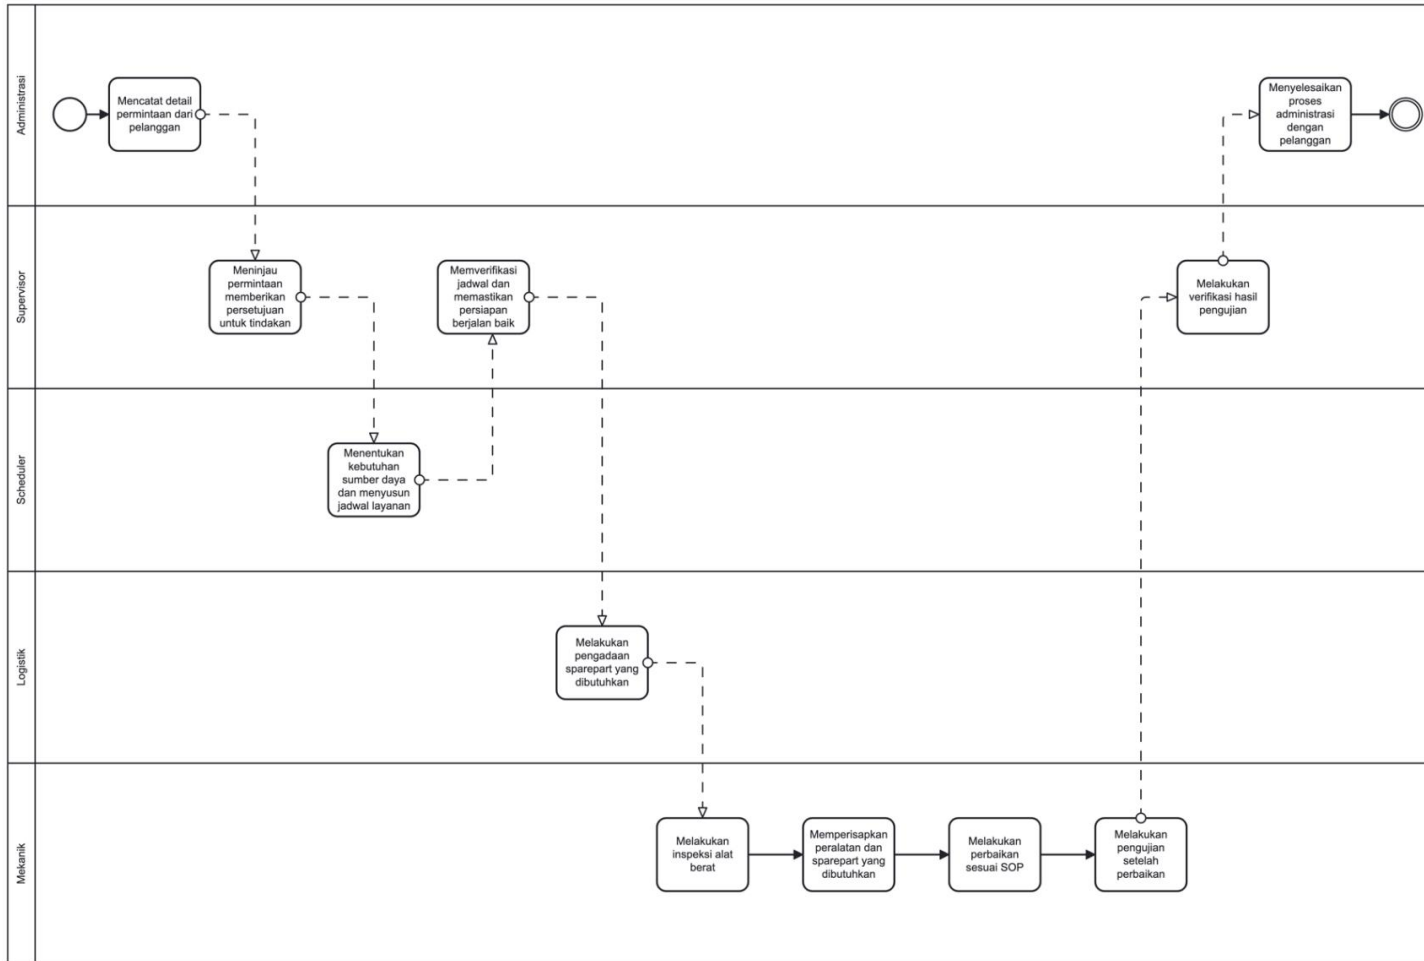 Administrasi
Mencatat detail
permintaan dari
pelanggan
Menyelesaikan
proses
administrasi
dengan
pelanggan
Supervisor
Meninjau
permintaan
memberikan
persetujuan
untuk tindakan
Memverifikasi
jadwal dan
memastikan
persiapan
berjalan baik
Melakukan
verifikasi hasil
pengujian
Scheduler
Menentukan
kebutuhan
sumber daya
dan menyusun
jadwal layanan
Logistik
Melakukan
pengadaan
sparepart yang
dibutuhkan
Mekanik
Melakukan
inspeksi alat
berat
Memperisapkan
peralatan dan
sparepart yang
dibutuhkan
Melakukan
perbaikan
sesuai SOP
Melakukan
pengujian
setelah
perbaikan